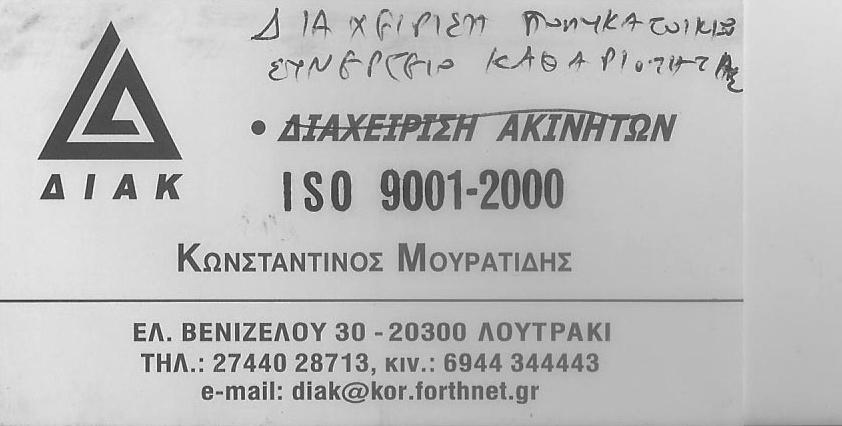 ΔΙΑΧΕΙΡΙΣΗ ΠΟΛΥΚΑΤΟΙΚΙΩΝ
ΣΥΝΕΡΓΕΙΟ ΚΑΘΑΡΙΟΤΗΤΑΣ
• ΔΙΑΧΕΙΡΙΣΗ ΑΚΙΝΗΤΩΝ
ΔΙΑΚ
ISO 9001-2000
ΚΩΝΣΤΑΝΤΙΝΟΣ ΜΟΥΡΑΤΙΔΗΣ
ΕΛ. ΒΕΝΙΖΕΛΟΥ 30 - 20300 ΛΟΥΤΡΑΚΙ
ΤΗΛ.: 27440 28713, κιν.: 6944 344443
e-mail: diak@kor.forthnet.gr